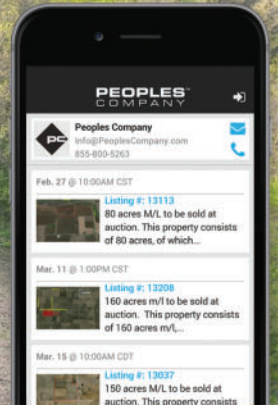 PEOPLES™
COMPANY
PC
Peoples Company
Info@PeoplesCompany.com
855-800-5263
Feb. 27 @ 10:00AM CST
Listing #: 13113
80 acres M/L to be sold at
auction. This property consists
of 80 acres, of which...
Mar. 11 @ 1:00PM CST
Listing #: 13208
160 acres m/l to be sold at
auction. This property consists
of 160 acres m/l,...
Mar. 15 @ 10:00AM CDT
Listing #: 13037
150 acres M/L to be sold at
auction. This property consists